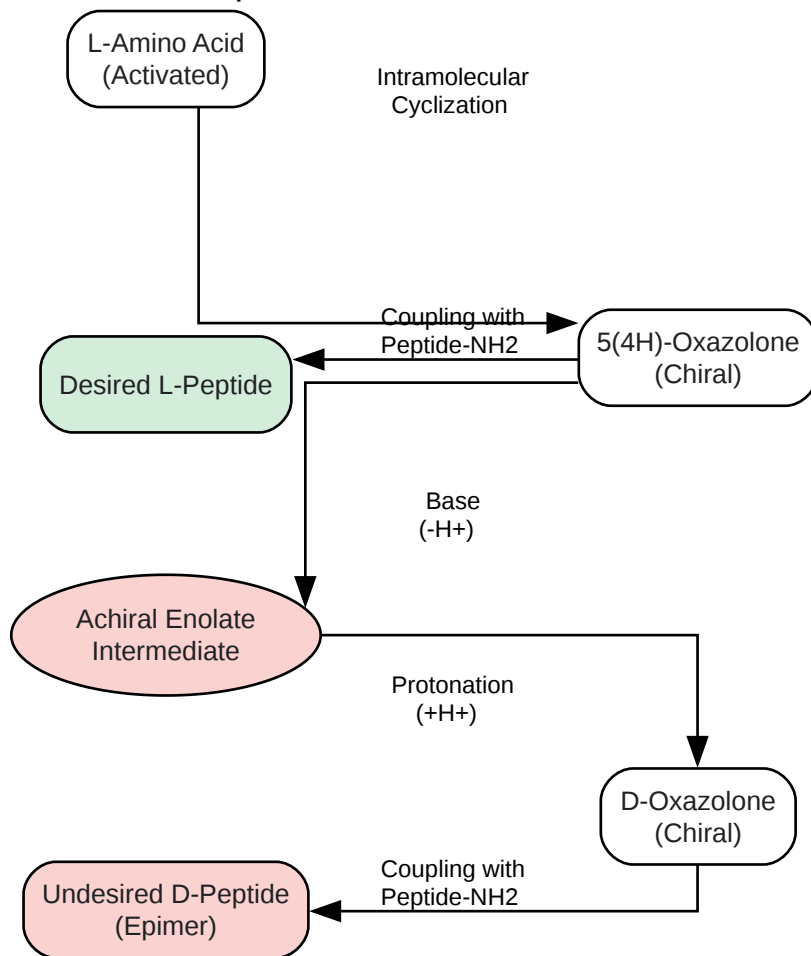 L-Amino Acid
(Activated)
Intramolecular
Cyclization
Coupling with
Peptide-NH2
5(4H)-Oxazolone
(Chiral)
Desired L-Peptide
Base
(-H+)
Achiral Enolate
Intermediate
Protonation
(+H+)
D-Oxazolone
(Chiral)
Coupling with
Peptide-NH2
Undesired D-Peptide
(Epimer)